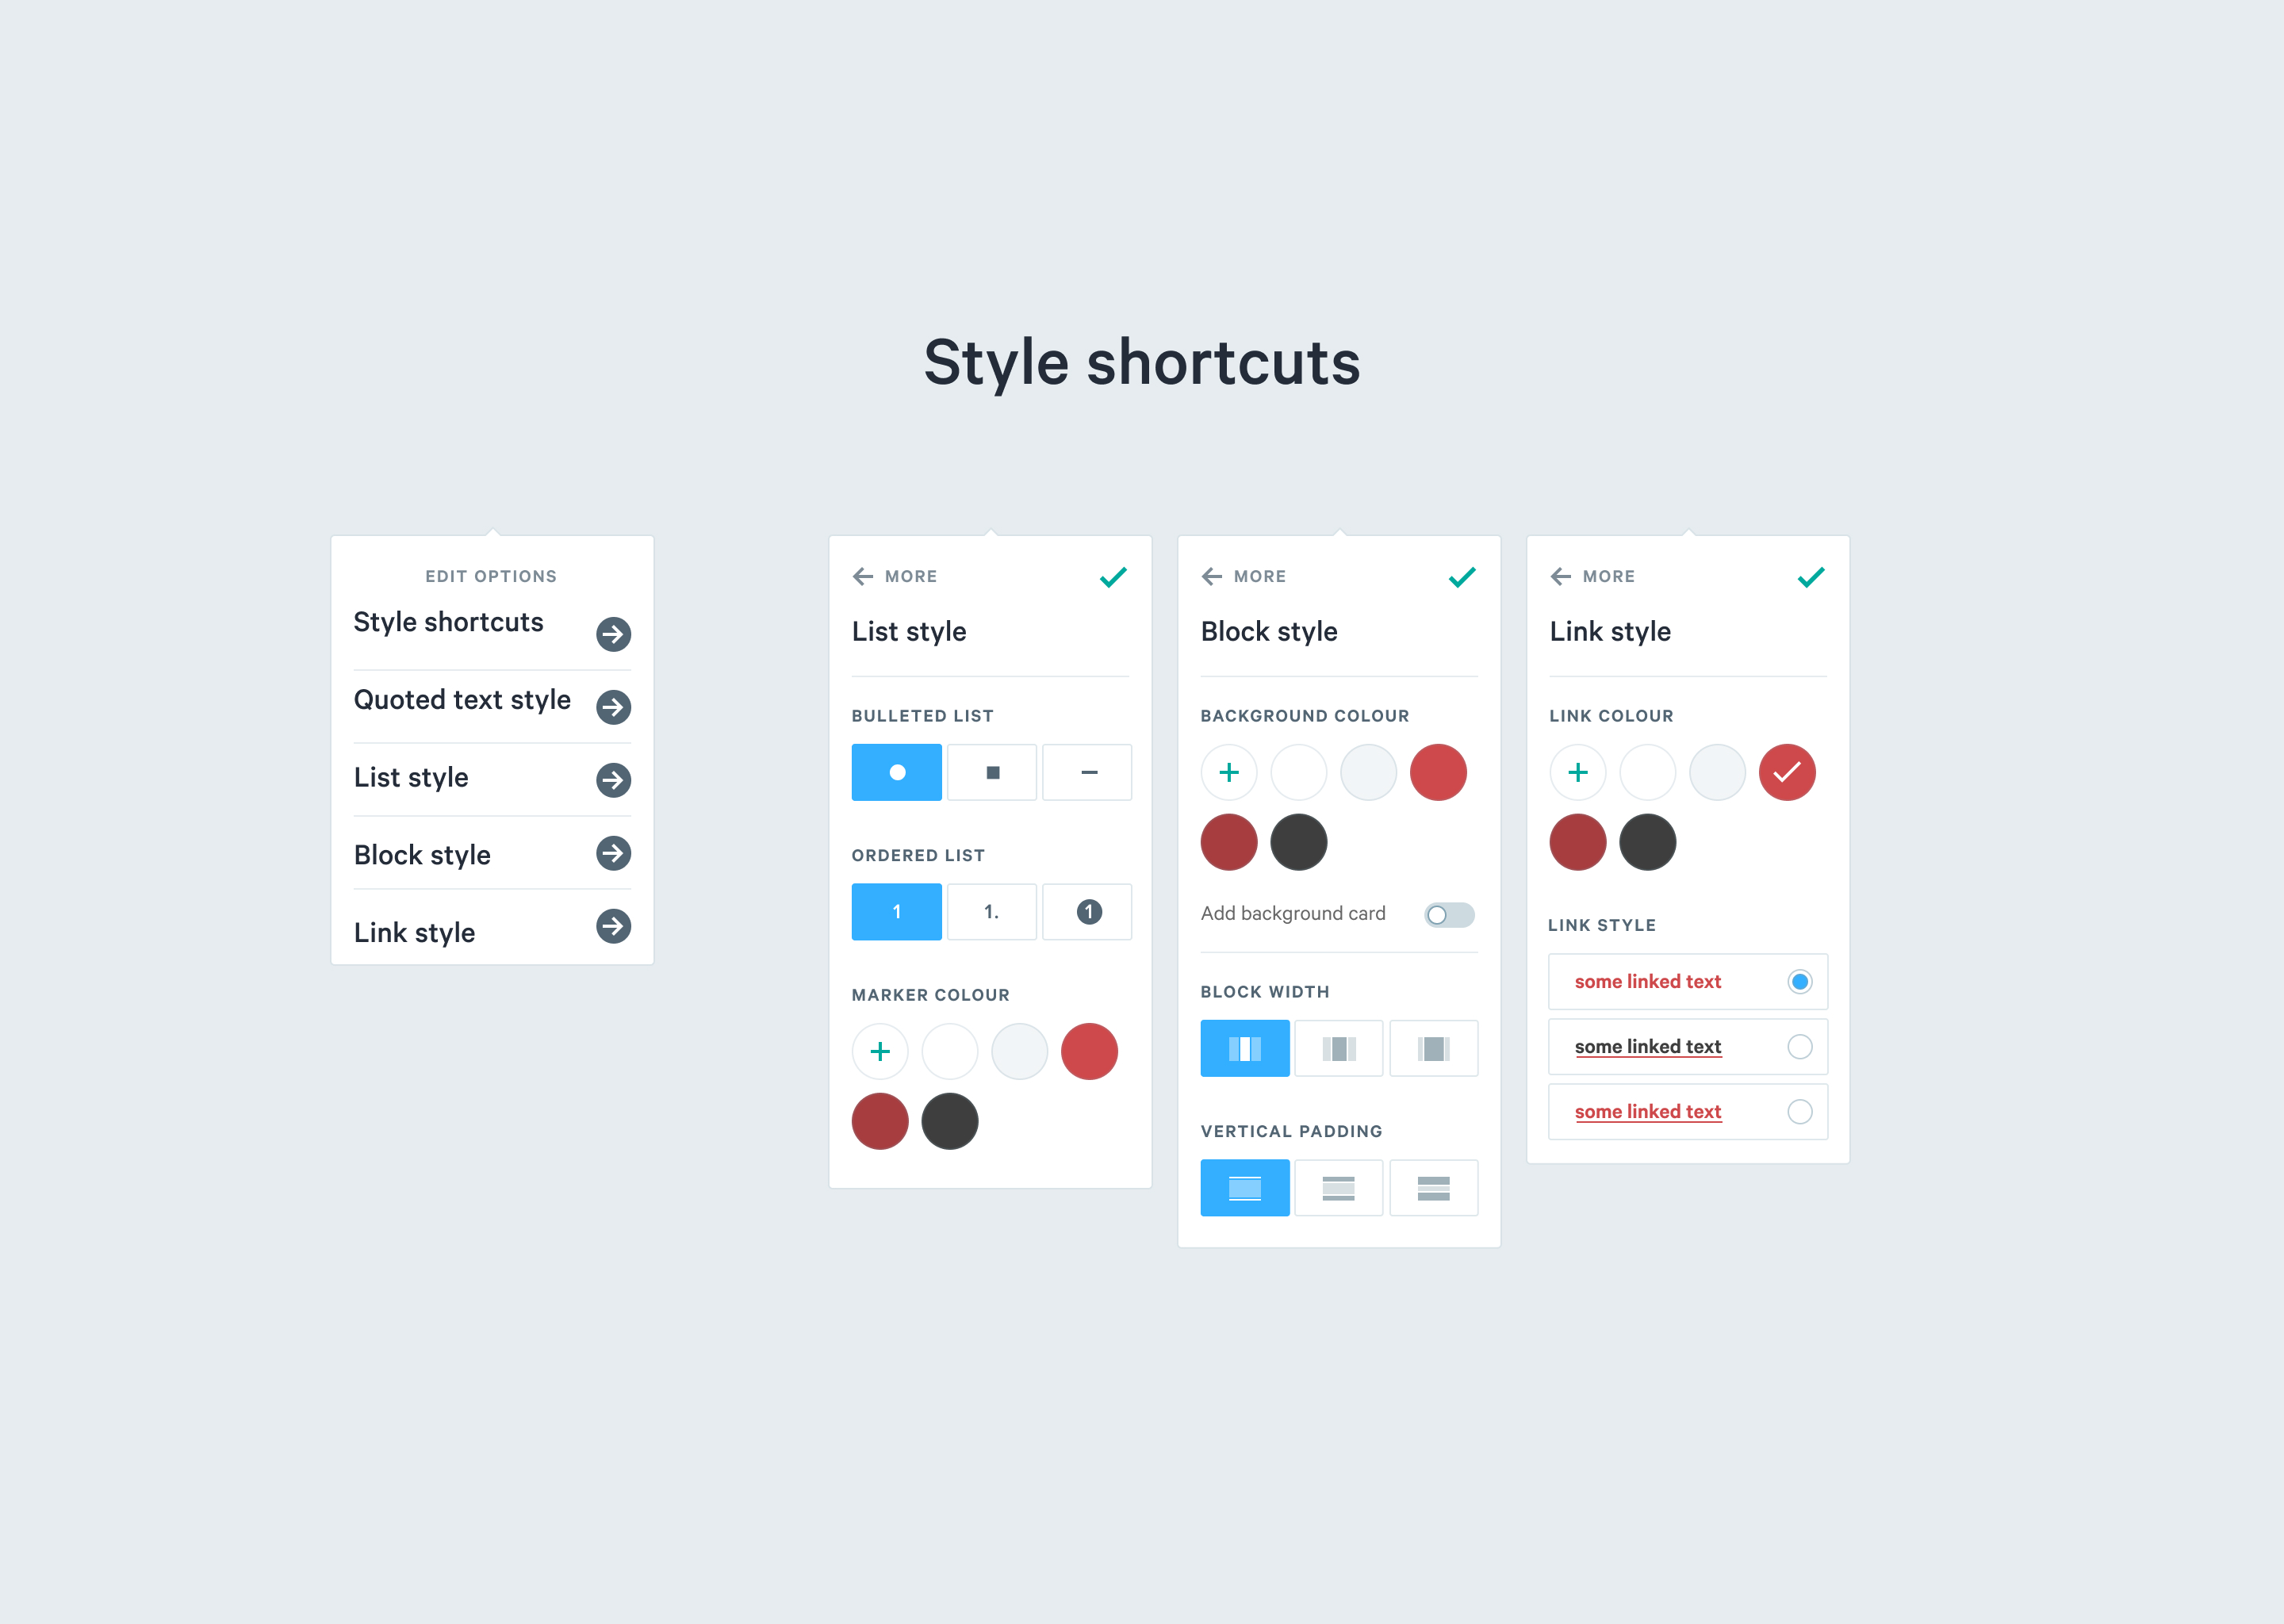 Style shortcuts
EDIT OPTIONS
Style shortcuts
Quoted text style
List style
Block style
Link style
MORE
List style
BULLETED LIST
ORDERED LIST
1
1.
1
MARKER COLOUR
MORE
Block style
BACKGROUND COLOUR
Add background card
BLOCK WIDTH
VERTICAL PADDING
MORE
Link style
LINK COLOUR
LINK STYLE
some linked text
some linked text
some linked text